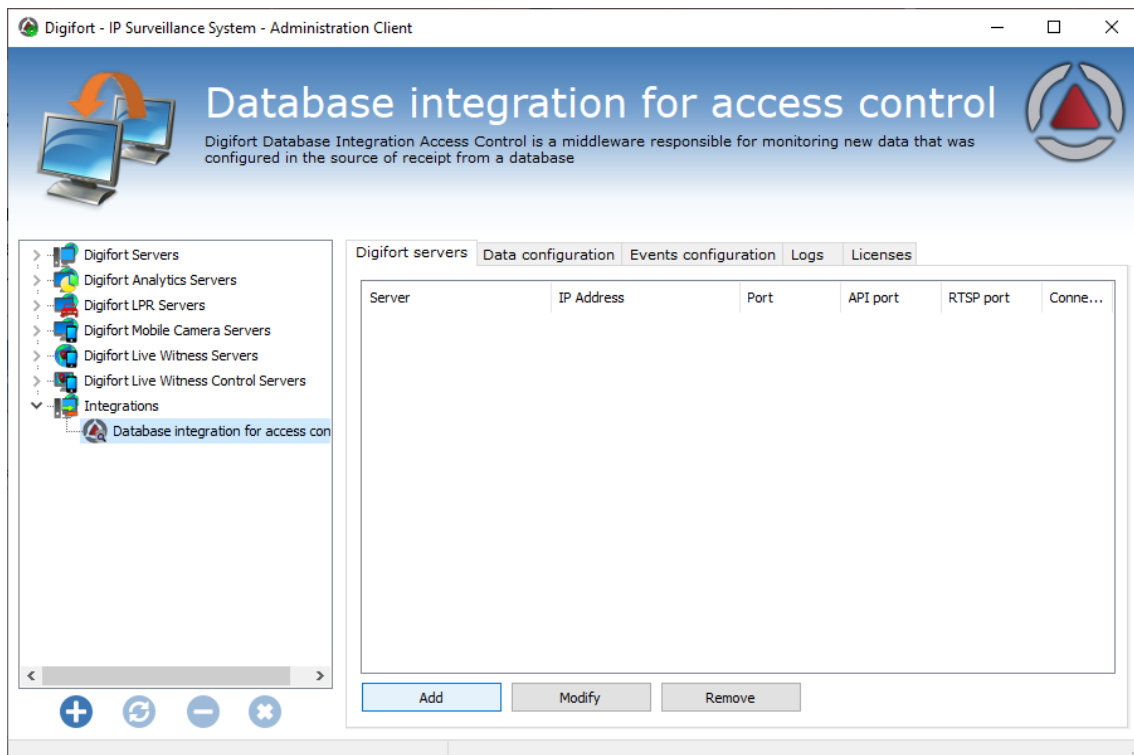 Digifort - IP Surveillance System - Administration Client
Database integration for access control
Digifort Database Integration Access Control is a middleware responsible for monitoring new data that was
configured in the source of receipt from a database
Digifort Servers
Digifort Analytics Servers
Digifort LPR Servers
Digifort Mobile Camera Servers
Digifort Live Witness Servers
Digifort Live Witness Control Servers
Integrations
Database integration for access con
Digifort servers Data configuration Events configuration Logs Licenses
Server IP Address Port API port RTSP port Conne...
Add Modify Remove